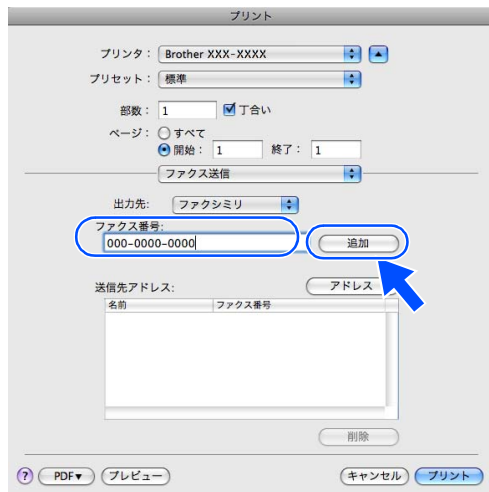 プリント
プリンタ： Brother XXX-XXXX
プリセット： 標準
部数： 1 丁合い
ページ： すべて
開始： 1 終了： 1
ファクス送信
出力先: ファクシミリ
ファクス番号:
000-0000-0000 追加
送信先アドレス: アドレス
名前 ファクス番号
削除
? PDF▼ プレビュー キャンセル プリント